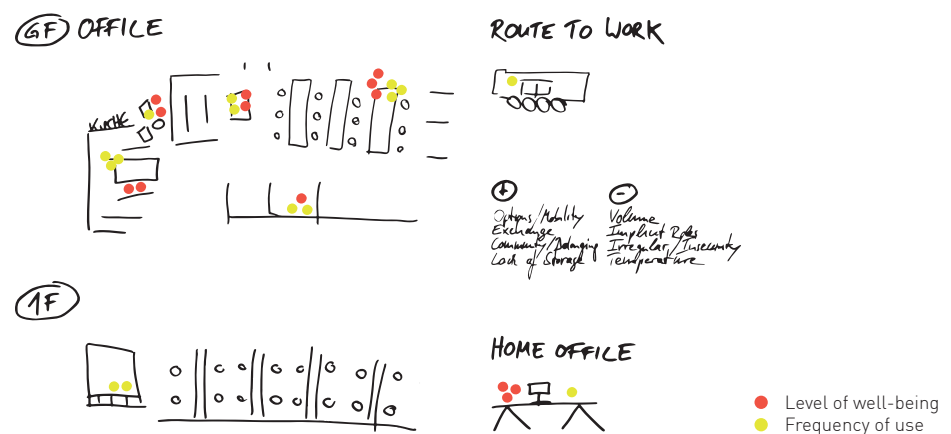 GF OFFICE
ROUTE TO WORK
KÜCHE
+ -
Options/Mobility
Exchange
Community/Belonging
Lack of Storage
Volume
Implicit Rules
Irregular/Insecurity
Temperature
1F
HOME OFFICE
Level of well-being
Frequency of use